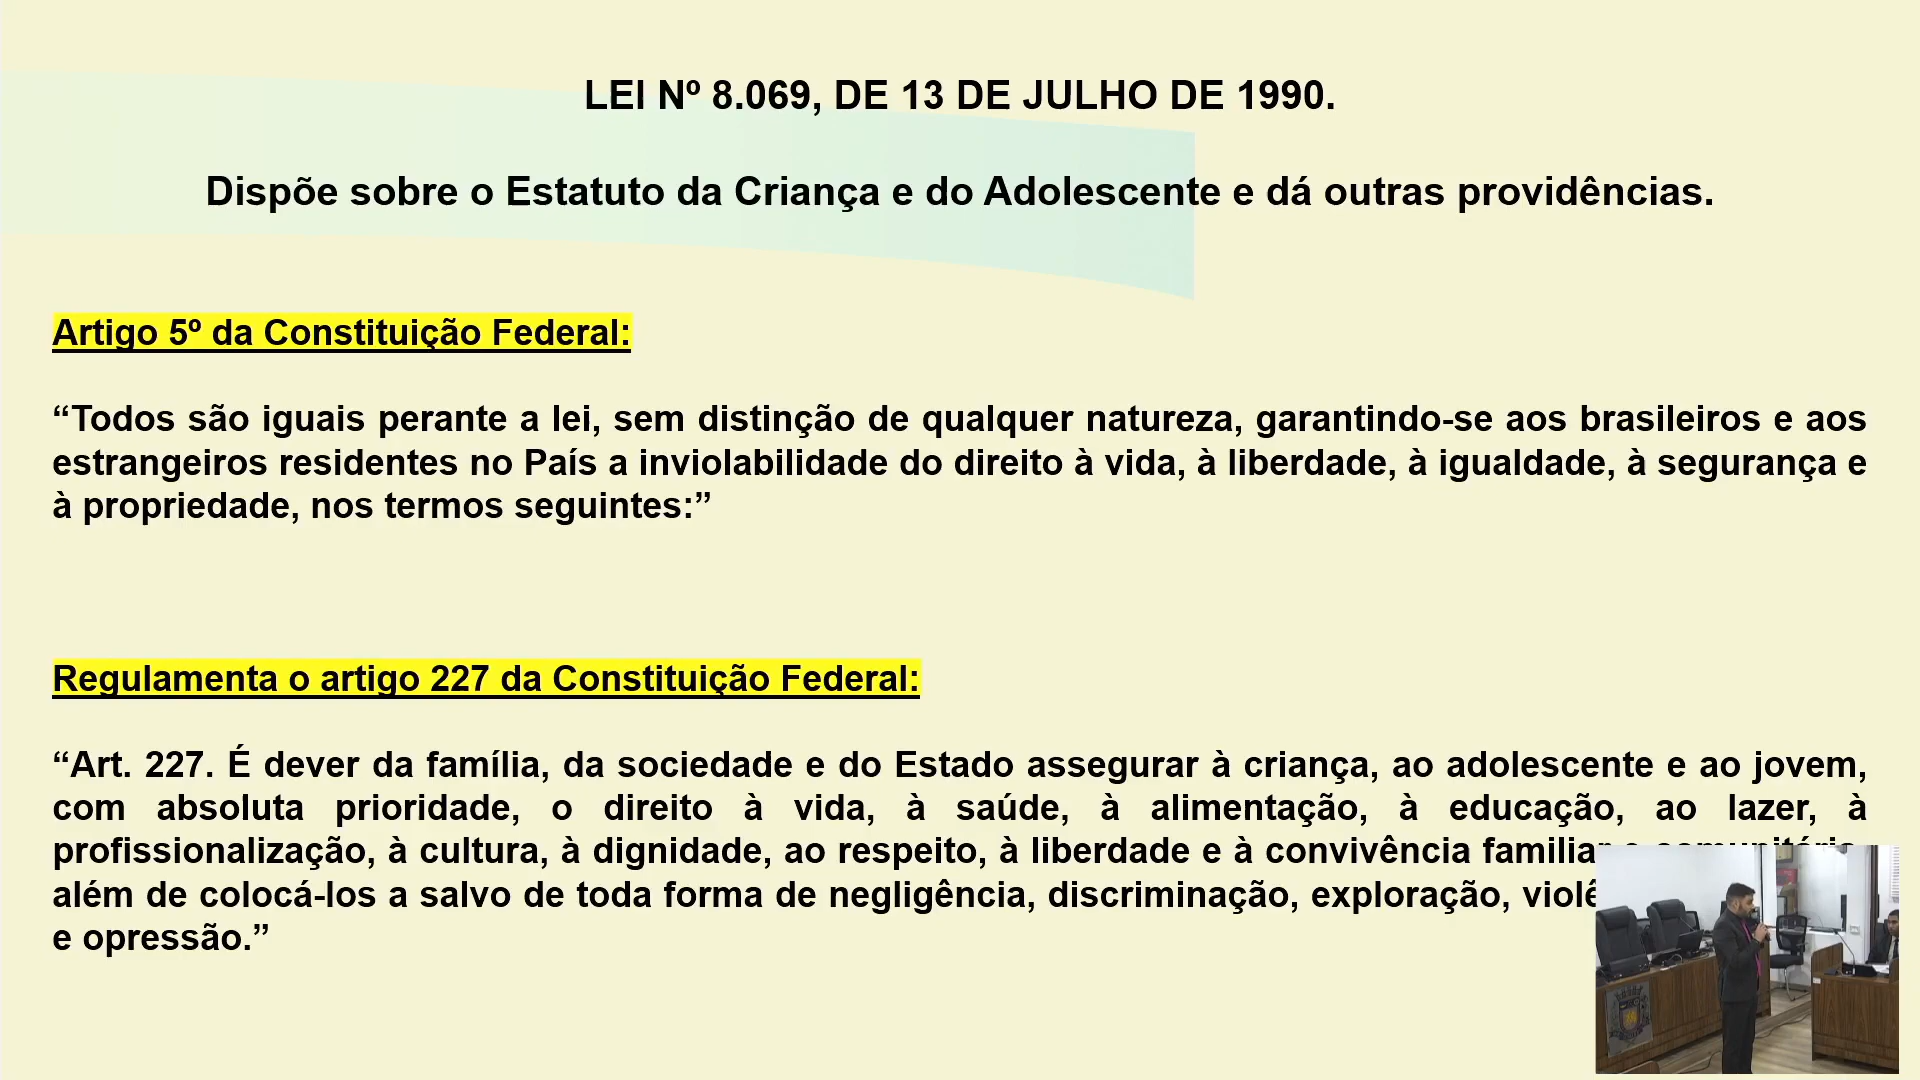 LEI Nº 8.069, DE 13 DE JULHO DE 1990.
Dispõe sobre o Estatuto da Criança e do Adolescente e dá outras providências.
Artigo 5º da Constituição Federal:
“Todos são iguais perante a lei, sem distinção de qualquer natureza, garantindo-se aos brasileiros e aos
estrangeiros residentes no País a inviolabilidade do direito à vida, à liberdade, à igualdade, à segurança e
à propriedade, nos termos seguintes:”
Regulamenta o artigo 227 da Constituição Federal:
“Art. 227. É dever da família, da sociedade e do Estado assegurar à criança, ao adolescente e ao jovem,
com absoluta prioridade, o direito à vida, à saúde, à alimentação, à educação, ao lazer, à
profissionalização, à cultura, à dignidade, ao respeito, à liberdade e à convivência familiar
além de colocá-los a salvo de toda forma de negligência, discriminação, exploração,
e opressão.”